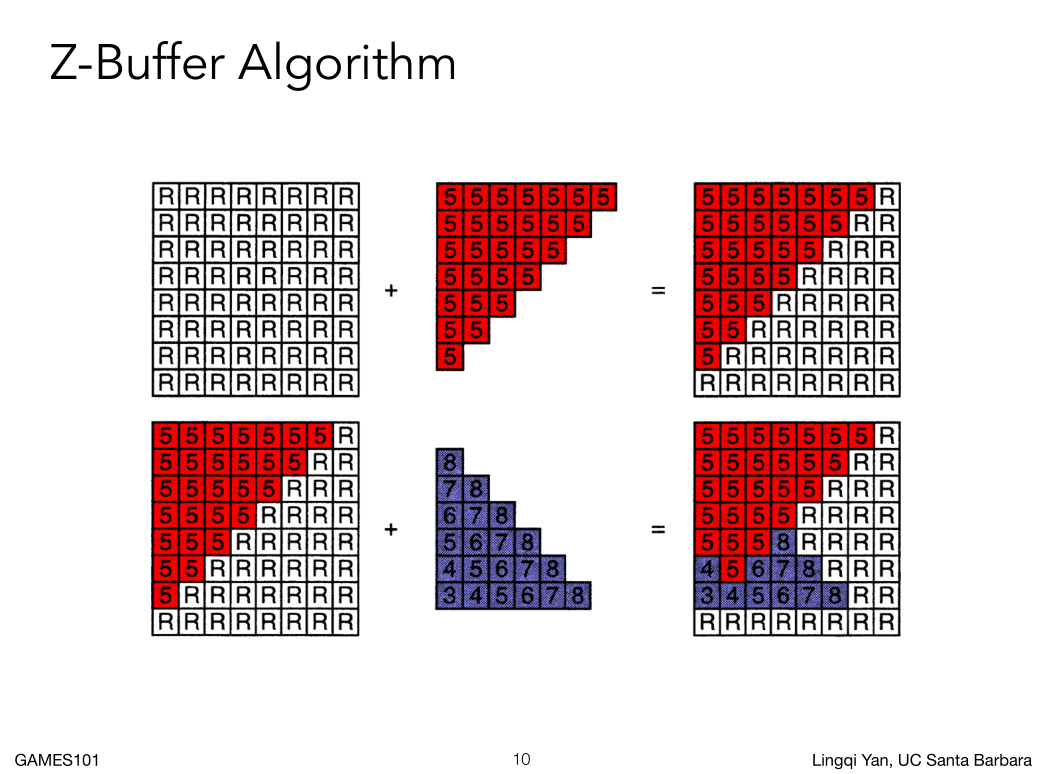 Z-Buffer Algorithm
R R R R R R R R
R R R R R R R R
R R R R R R R R
R R R R R R R R
R R R R R R R R
R R R R R R R R
R R R R R R R R
R R R R R R R R
+
5 5 5 5 5 5 5
5 5 5 5 5 5
5 5 5 5 5
5 5 5 5
5 5 5
5 5
5
=
5 5 5 5 5 5 5 R
5 5 5 5 5 5 R R
5 5 5 5 5 R R R
5 5 5 5 R R R R
5 5 5 R R R R R
5 5 R R R R R R
5 R R R R R R R
R R R R R R R R
5 5 5 5 5 5 5 R
5 5 5 5 5 5 R R
5 5 5 5 5 R R R
5 5 5 5 R R R R
5 5 5 R R R R R
5 5 R R R R R R
5 R R R R R R R
R R R R R R R R
+
8
7 8
6 7 8
5 6 7 8
4 5 6 7 8
3 4 5 6 7 8
=
5 5 5 5 5 5 5 R
5 5 5 5 5 5 R R
5 5 5 5 5 R R R
5 5 5 5 R R R R
5 5 5 8 R R R R
4 5 6 7 8 R R R
3 4 5 6 7 8 R R
R R R R R R R R
GAMES101
10
Lingqi Yan, UC Santa Barbara